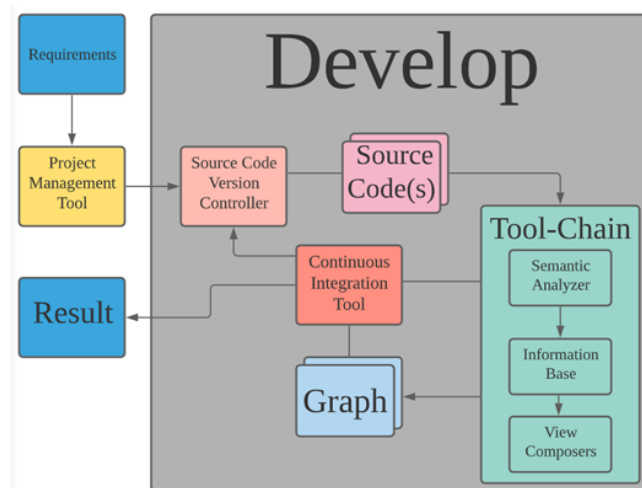 Requirements
Develop
Project
Management
Tool
Source Code
Version
Controller
Source
Code(s)
Tool-Chain
Semantic
Analyzer
Continuous
Integration
Tool
Result
Information
Base
Graph
View
Composers